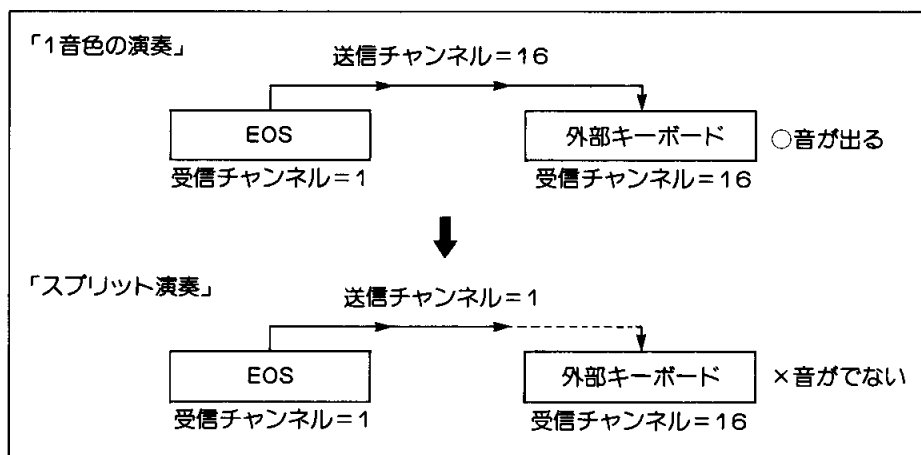 「1音色の演奏」
送信チャンネル＝16
EOS
外部キーボード
○音が出る
受信チャンネル＝1
受信チャンネル＝16
「スプリット演奏」
送信チャンネル＝1
EOS
外部キーボード
×音がでない
受信チャンネル＝1
受信チャンネル＝16